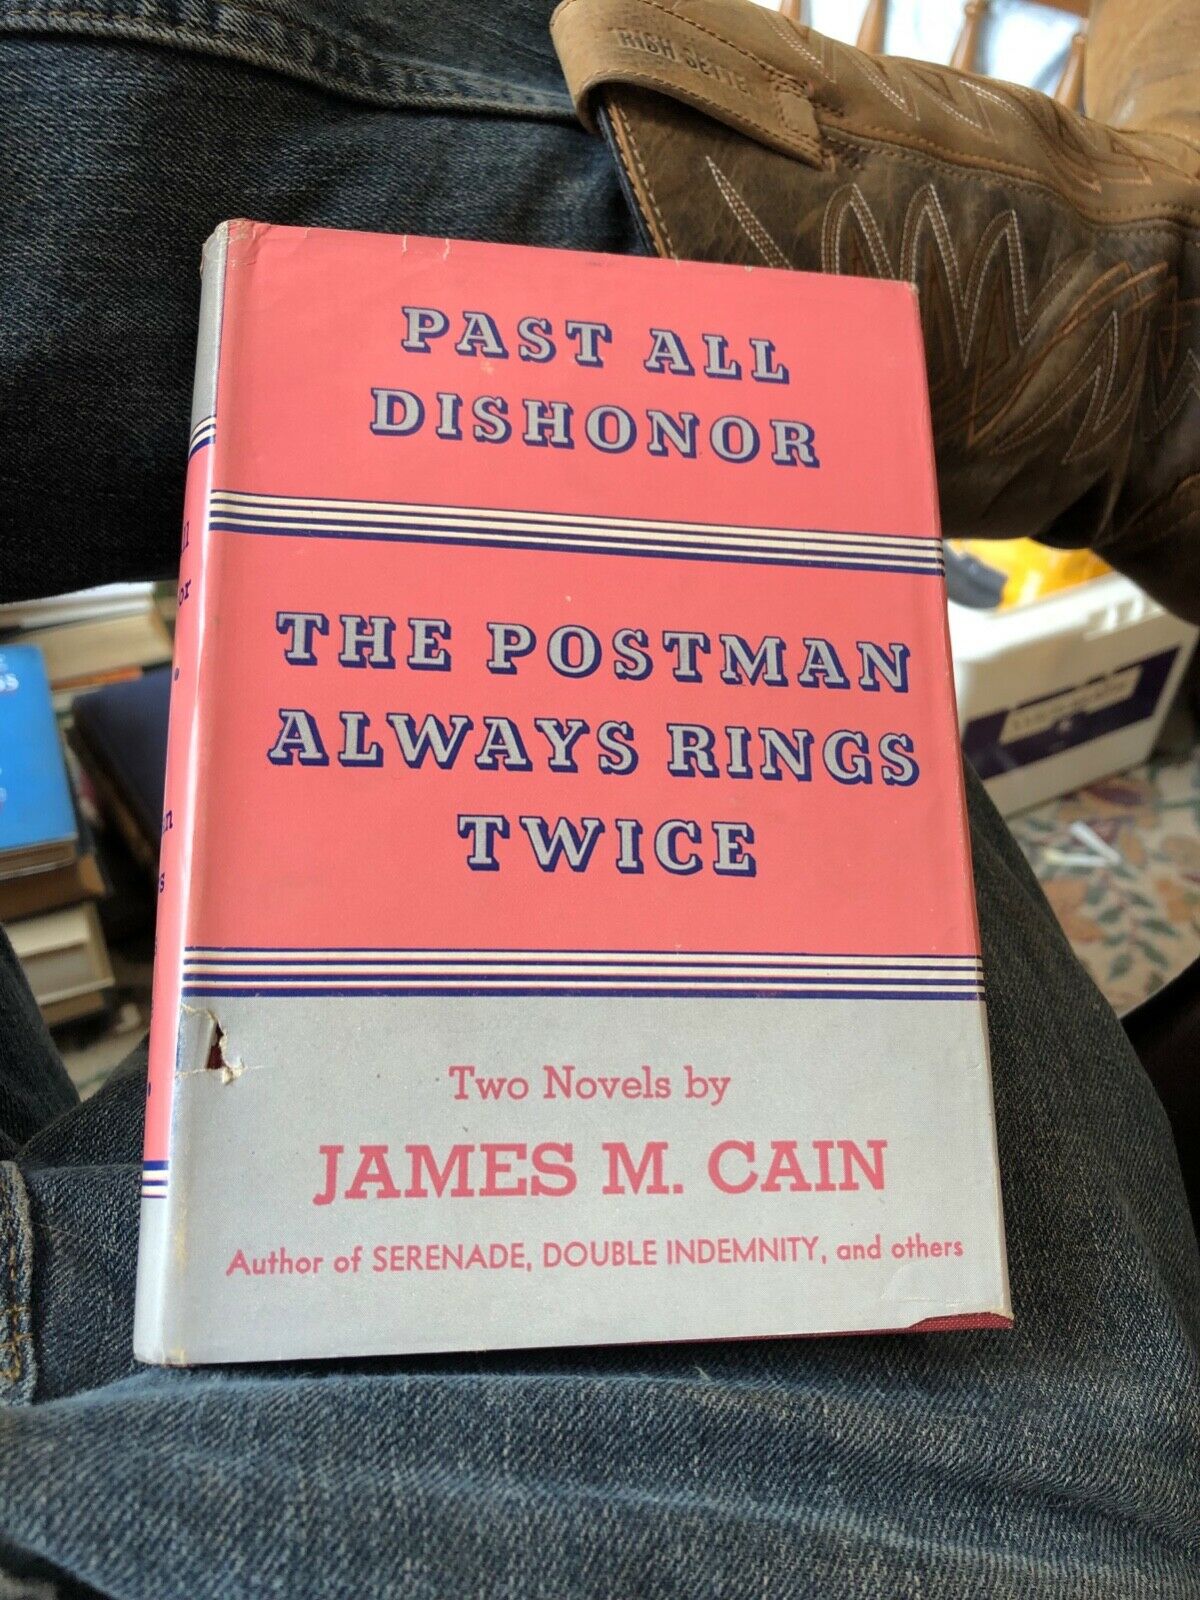 PAST ALL
DISHONOR
THE POSTMAN
ALWAYS RINGS
TWICE
Two Novels by
JAMES M. CAIN
Author of SERENADE, DOUBLE INDEMNITY, and others